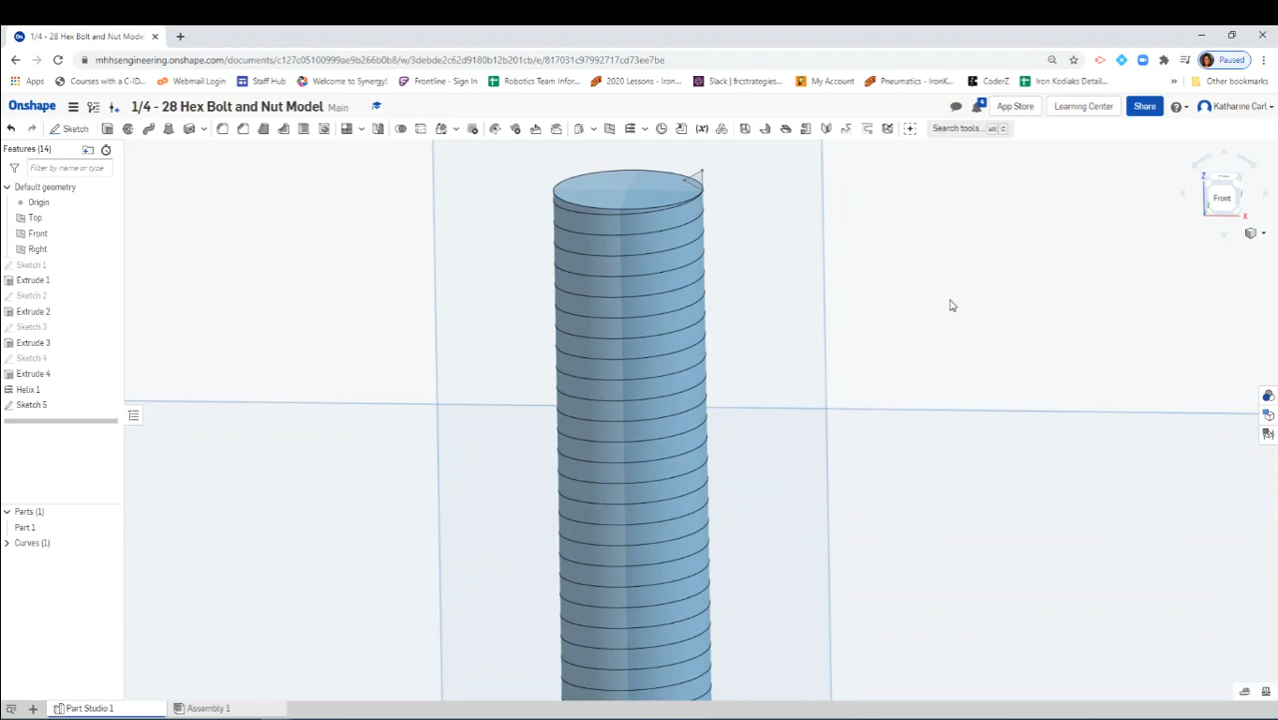 1/4 - 28 Hex Bolt and Nut Model
mhhsengineering.onshape.com/documents/c127c05100999ae9b266b0b8/w/3debde2c62d9180b12b201cb/e/817031c97992717cd73ee7be
Paused
Apps
Courses with a C-ID...
Webmail Login
Staff Hub
How to Welcome to Synergy!
Frontline - Sign In
Robotics Team Infor...
2020 Lessons - Iron...
Slack | fcrstrategies...
My Account
Pneumatics - IronK...
CoderZ
Iron Kodiaks Detail...
»
Other bookmarks
Onshape
1/4 - 28 Hex Bolt and Nut Model Main
4
App Store
Learning Center
Share
Katharine Carl
Sketch
(x)
Search tools...
C
Features (14)
Filter by name or type
Default geometry
Origin
Top
Front
Right
Sketch 1
Extrude 1
Sketch 2
Extrude 2
Sketch 3
Extrude 3
Sketch 4
Extrude 4
Helix 1
Sketch 5
Parts (1)
Part 1
Curves (1)
Z
Front
X
Part Studio 1
Assembly 1